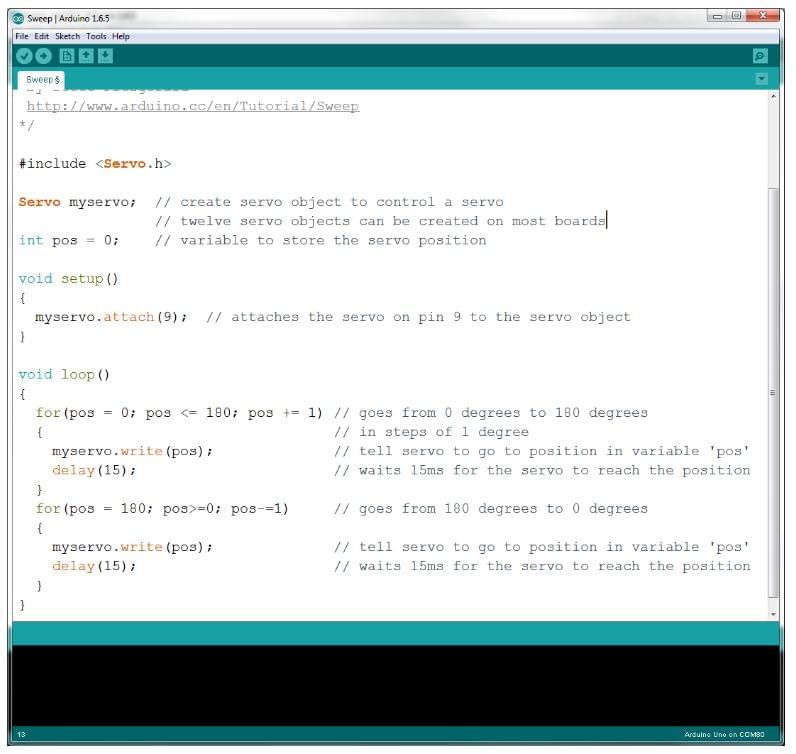 Sweep | Arduino 1.6.5
File Edit Sketch Tools Help
Sweep §
http://www.arduino.cc/en/Tutorial/Sweep
*/
#include <Servo.h>
Servo myservo;  // create servo object to control a servo
// twelve servo objects can be created on most boards
int pos = 0;    // variable to store the servo position
void setup()
{
myservo.attach(9);  // attaches the servo on pin 9 to the servo object
}
void loop()
{
for(pos = 0; pos <= 180; pos += 1) // goes from 0 degrees to 180 degrees
{                                  // in steps of 1 degree
myservo.write(pos);              // tell servo to go to position in variable 'pos'
delay(15);                       // waits 15ms for the servo to reach the position
}
for(pos = 180; pos>=0; pos-=1)     // goes from 180 degrees to 0 degrees
{
myservo.write(pos);              // tell servo to go to position in variable 'pos'
delay(15);                       // waits 15ms for the servo to reach the position
}
}
13
Arduino Uno on COM80